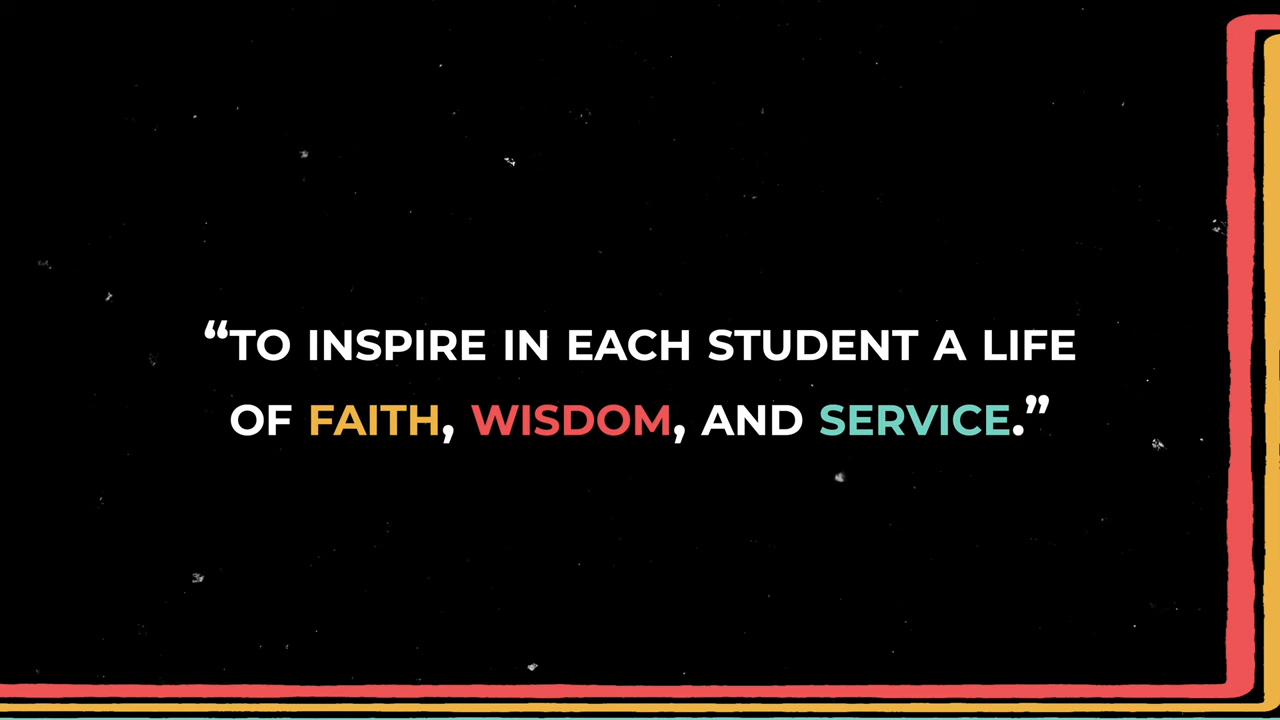 “TO INSPIRE IN EACH STUDENT A LIFE
OF FAITH, WISDOM, AND SERVICE.”